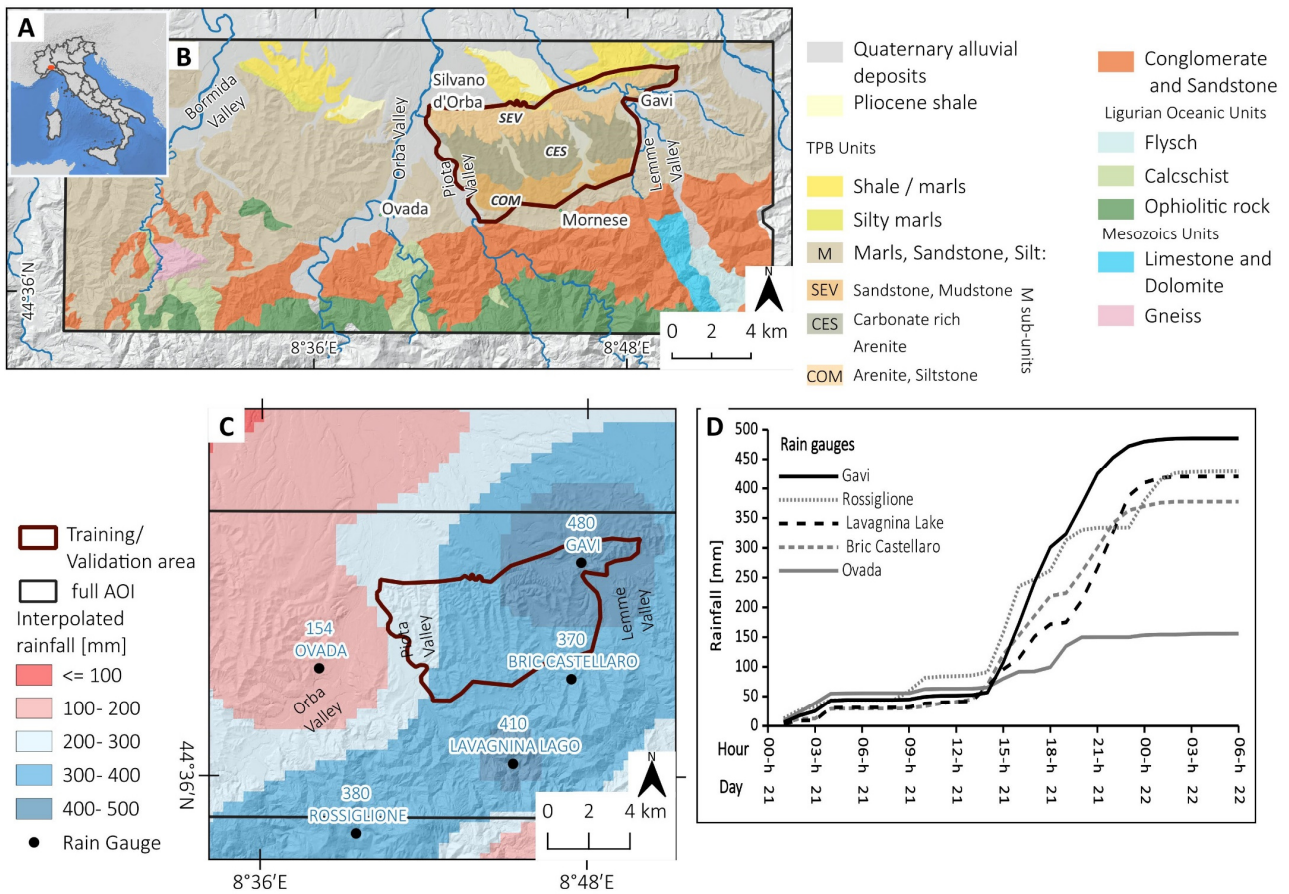 A
B
Bormida
Valley
Orba Valley
Silvano
d'Orba
SEV
Gavi
CES
Piota
Valley
Lemme
Valley
COM
Ovada
Mornese
44°36′N
N
0 2 4 km
8°36′E
8°48′E
Quaternary alluvial
deposits
Pliocene shale
TPB Units
Shale / marls
Silty marls
M Marls, Sandstone, Silt:
SEV Sandstone, Mudstone
CES Carbonate rich
Arenite
COM Arenite, Siltstone
M sub-units
Conglomerate
and Sandstone
Ligurian Oceanic Units
Flysch
Calcschist
Ophiolitic rock
Mesozoics Units
Limestone and
Dolomite
Gneiss
Training/
Validation area
full AOI
Interpolated
rainfall [mm]
<= 100
100- 200
200- 300
300- 400
400- 500
Rain Gauge
C
480
GAVI
Piota
Valley
Lemme
Valley
154
OVADA
370
BRIC CASTELLARO
Orba
Valley
410
LAVAGNINA LAGO
44°36′N
380
ROSSIGLIONE
N
0 2 4 km
8°36′E
8°48′E
D
Rainfall [mm]
500
450
400
350
300
250
200
150
100
50
0
Rain gauges
Gavi
Rossiglione
Lavagnina Lake
Bric Castellaro
Ovada
Hour 00-h 03-h 06-h 09-h 12-h 15-h 18-h 21-h 00-h 03-h 06-h
Day 21 21 21 21 21 21 21 21 22 22 22